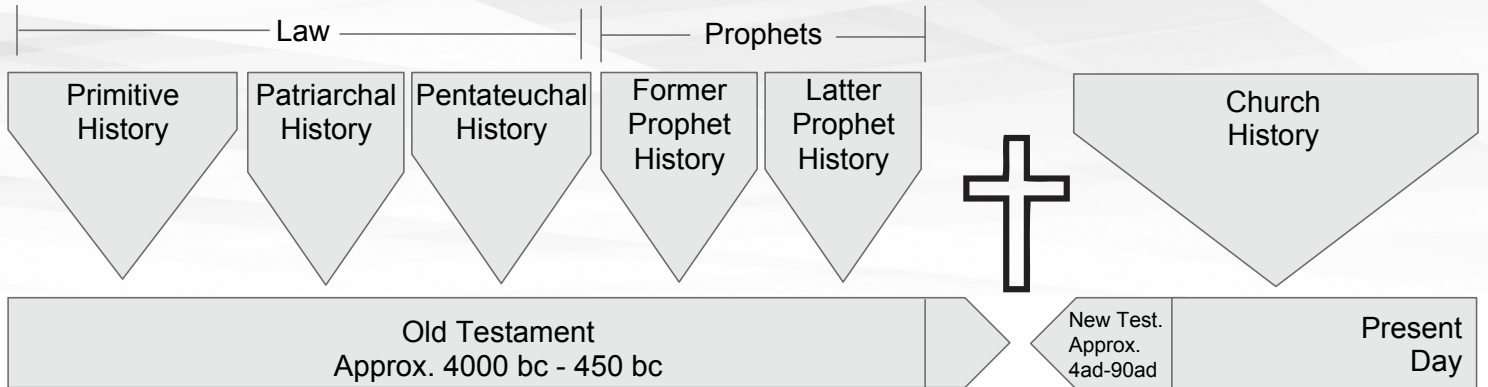 Law
Prophets
Primitive
History
Patriarchal
History
Pentateuchal
History
Former
Prophet
History
Latter
Prophet
History
Church
History
Old Testament
Approx. 4000 bc - 450 bc
New Test.
Approx.
4ad-90ad
Present
Day